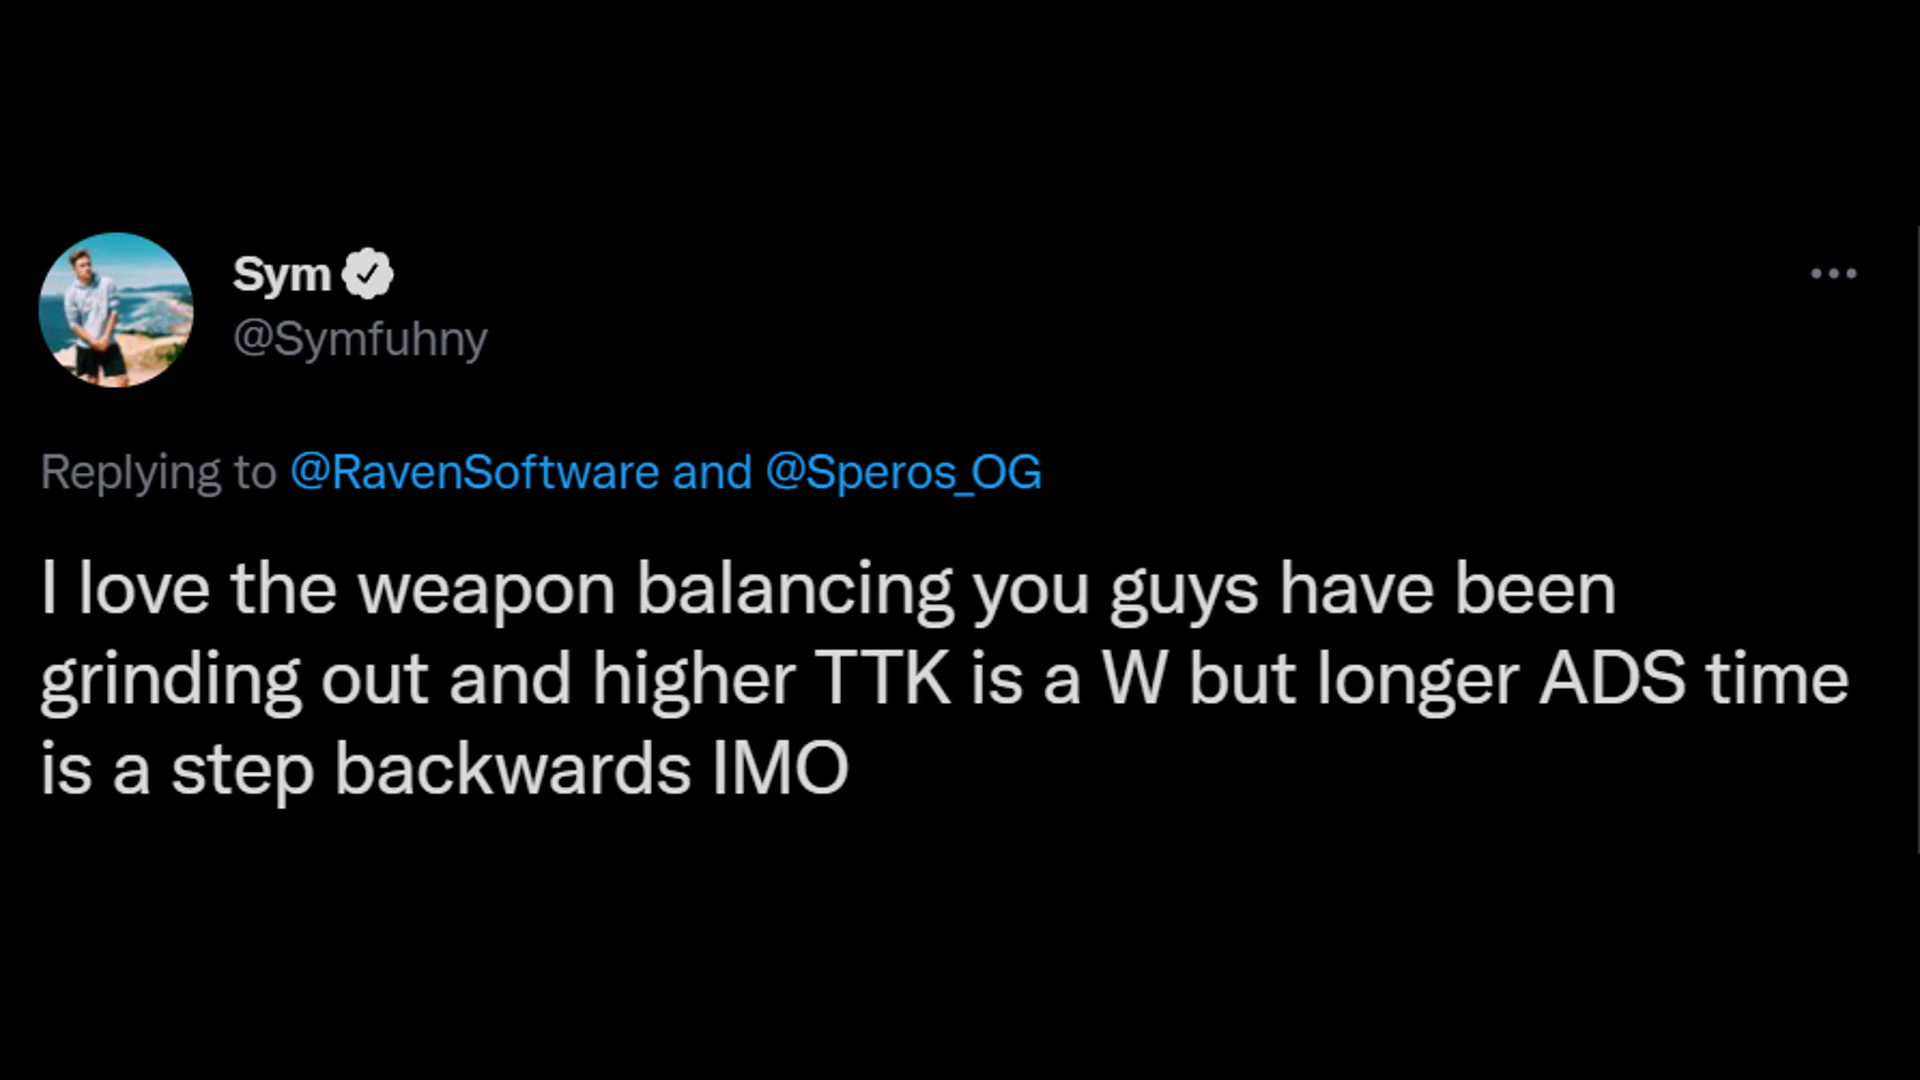 Sym
@Symfuhny
Replying to @RavenSoftware and @Speros_OG
I love the weapon balancing you guys have been
grinding out and higher TTK is a W but longer ADS time
is a step backwards IMO